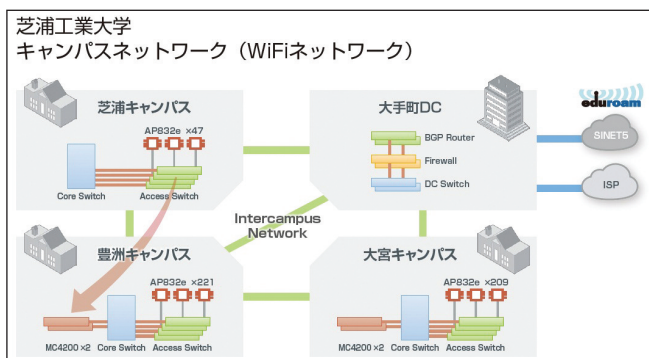 芝浦工業大学
キャンパスネットワーク（WiFiネットワーク）
芝浦キャンパス
AP832e ×47
Core Switch
Access Switch
大手町DC
BGP Router
Firewall
DC Switch
eduroam
SINET5
ISP
Intercampus
Network
豊洲キャンパス
AP832e ×221
MC4200 ×2
Core Switch
Access Switch
大宮キャンパス
AP832e ×209
MC4200 ×2
Core Switch
Access Switch